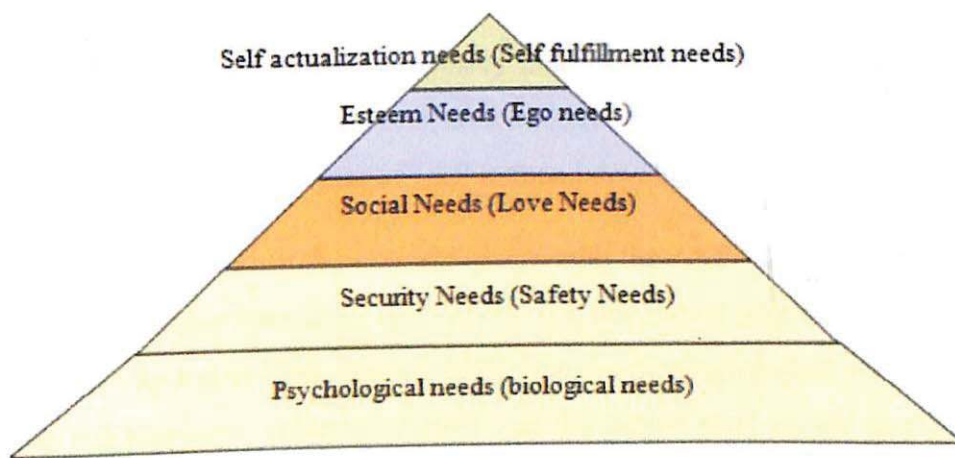 Self actualization needs (Self fulfillment needs)
Esteem Needs (Ego needs)
Social Needs (Love Needs)
Security Needs (Safety Needs)
Psychological needs (biological needs)